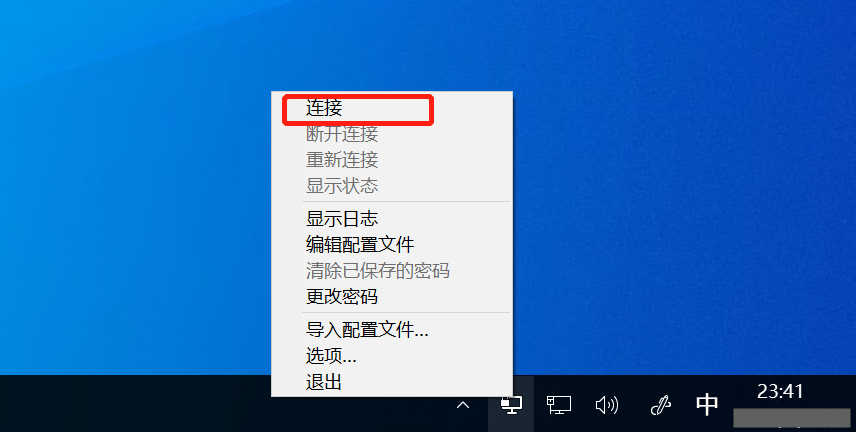 连接
断开连接
重新连接
显示状态
显示日志
编辑配置文件
清除已保存的密码
更改密码
导入配置文件...
选项...
退出
中
23:41